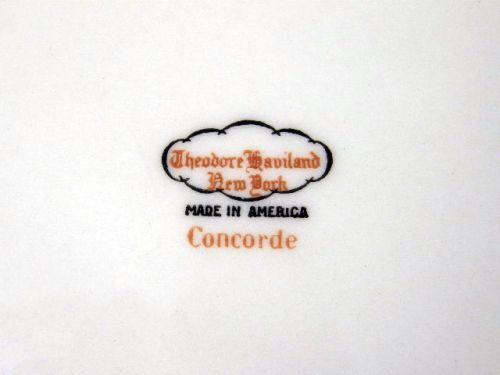 Theodore Haviland
New York
MADE IN AMERICA
Concorde